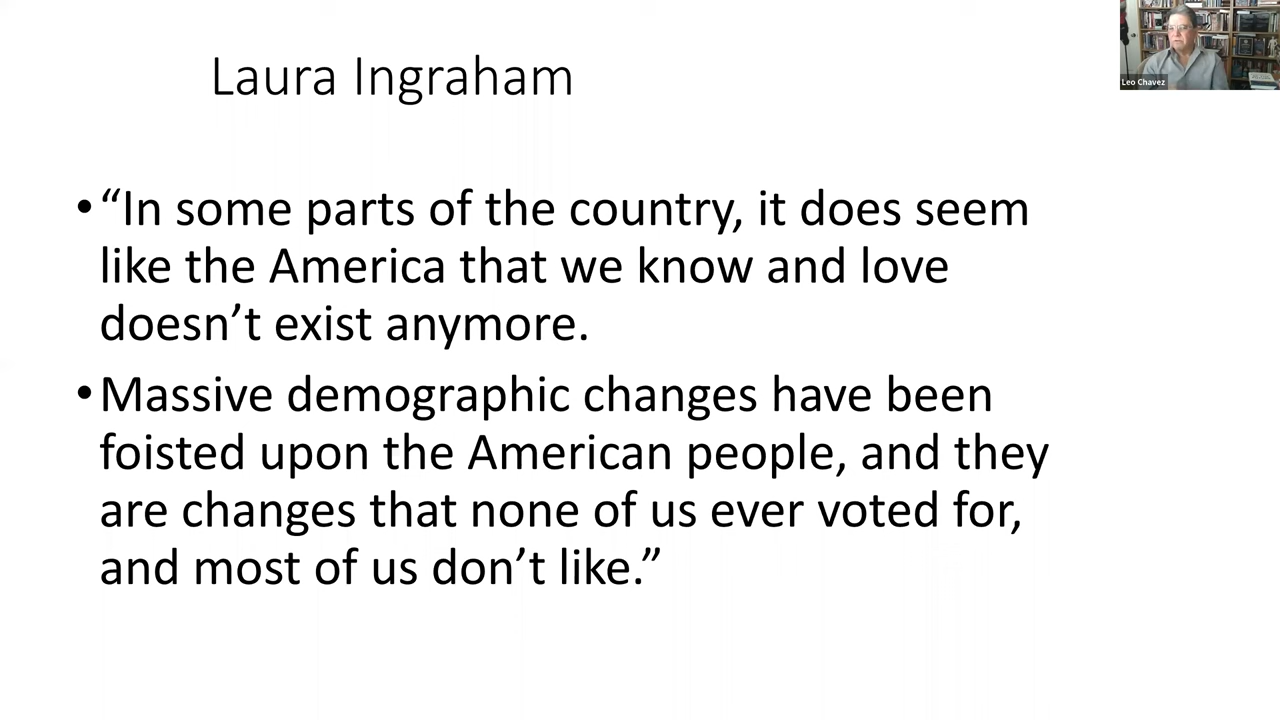 Laura Ingraham
Leo Chavez
• “In some parts of the country, it does seem
like the America that we know and love
doesn’t exist anymore.
• Massive demographic changes have been
foisted upon the American people, and they
are changes that none of us ever voted for,
and most of us don’t like.”